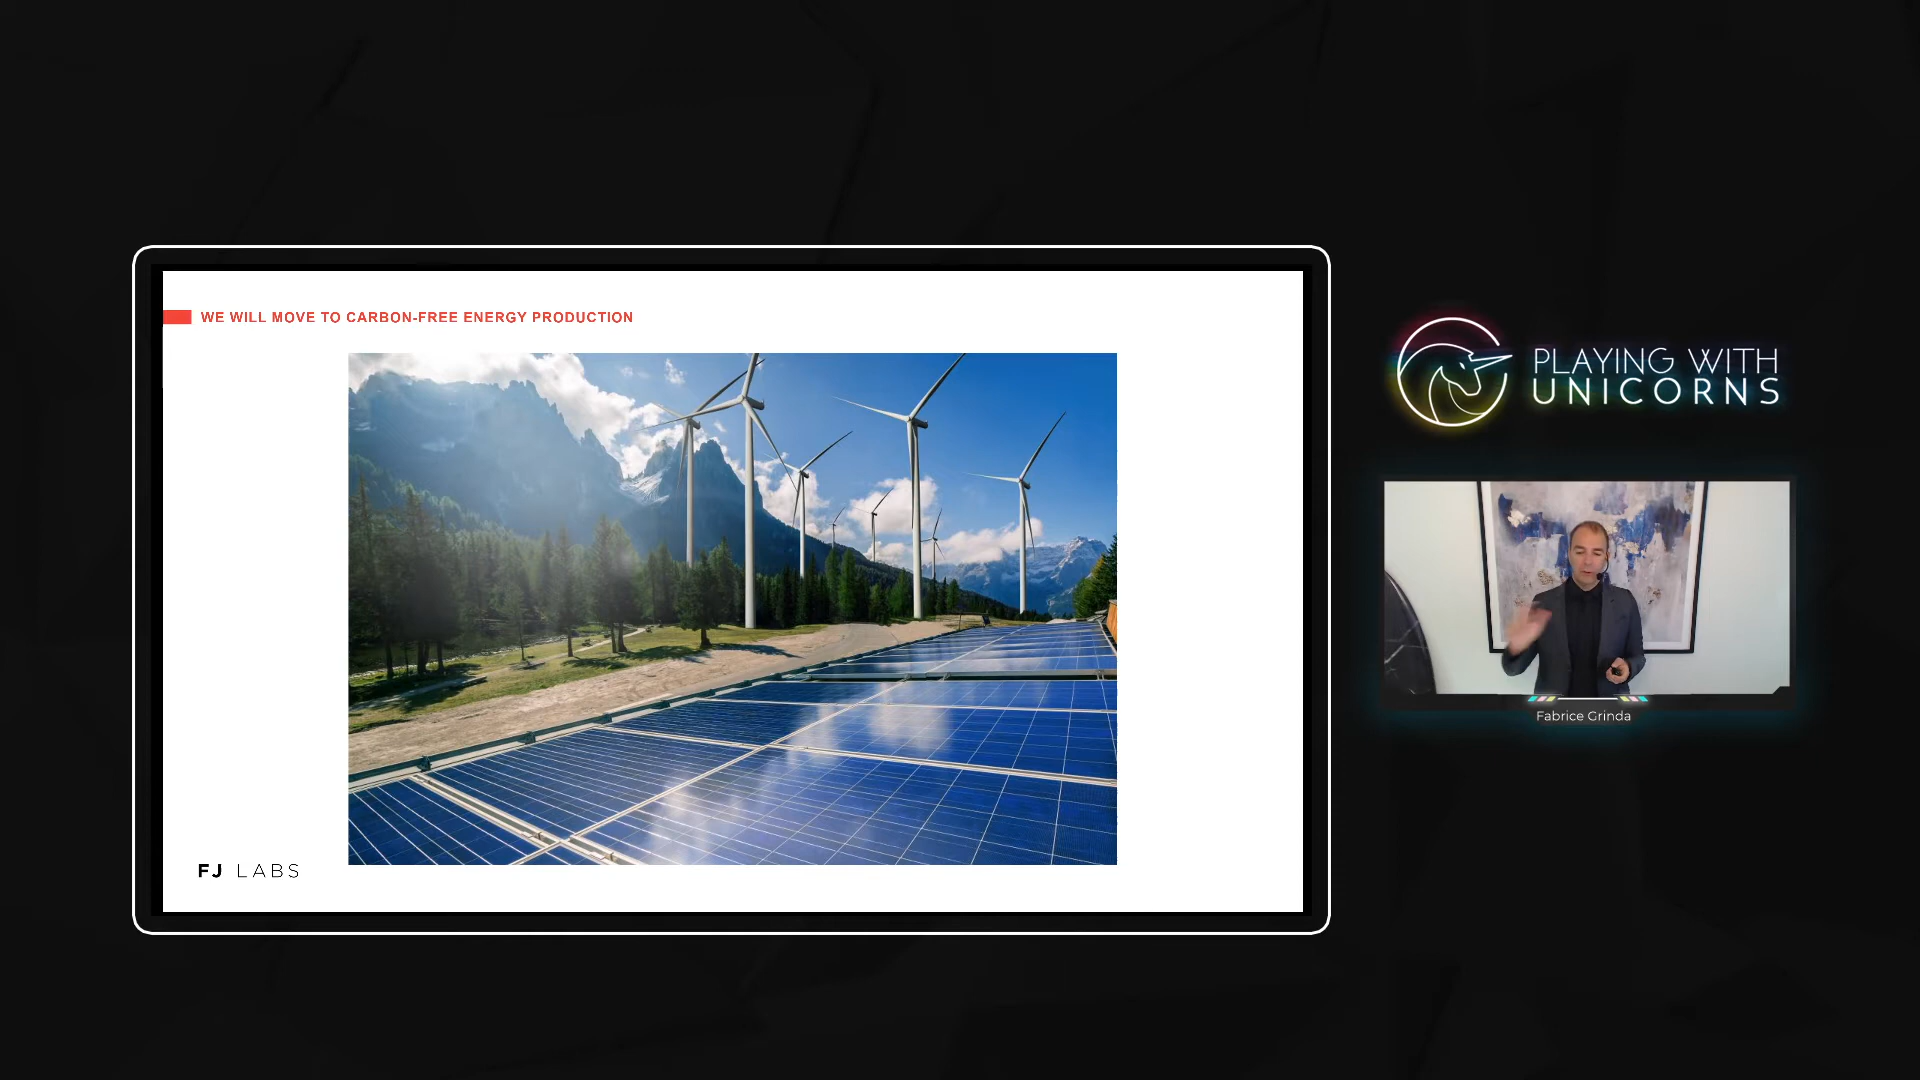 WE WILL MOVE TO CARBON-FREE ENERGY PRODUCTION
FJ LABS
PLAYING WITH
UNICORNS
Fabrice Grinda